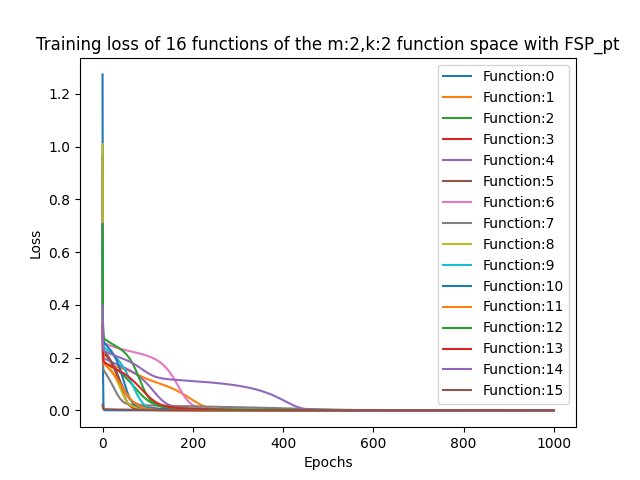 Training loss of 16 functions of the m:2,k:2 function space with FSP_pt
Function:0
Function:1
Function:2
Function:3
Function:4
Function:5
Function:6
Function:7
Function:8
Function:9
Function:10
Function:11
Function:12
Function:13
Function:14
Function:15
Loss
1.2
1.0
0.8
0.6
0.4
0.2
0.0
0 200 400 600 800 1000
Epochs